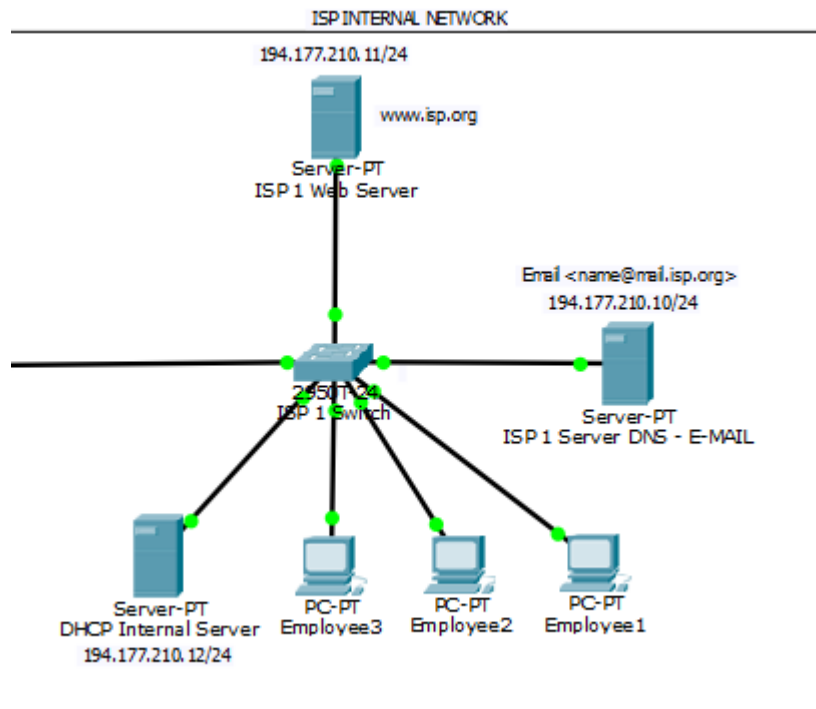 ISP INTERNAL NETWORK
194.177.210.11/24
www.isp.org
Server-PT
ISP 1 Web Server
Email <name@mail.isp.org>
194.177.210.10/24
2950T-24
ISP 1 Switch
Server-PT
ISP 1 Server DNS - E-MAIL
Server-PT
DHCP Internal Server
194.177.210.12/24
PC-PT
Employee3
PC-PT
Employee2
PC-PT
Employee1